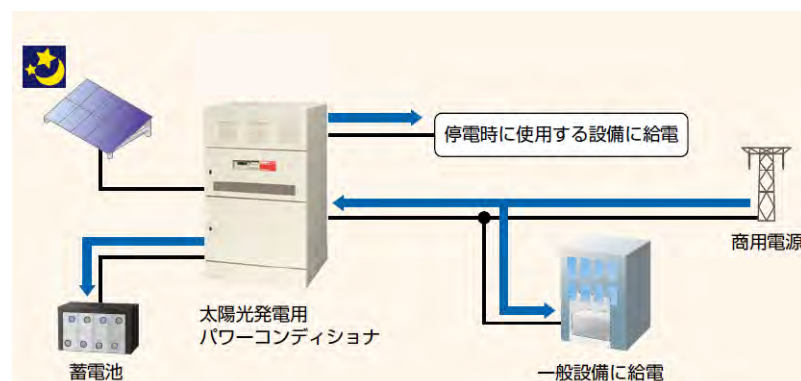 停電時に使用する設備に給電
商用電源
太陽光発電用
パワーコンディショナ
蓄電池
一般設備に給電